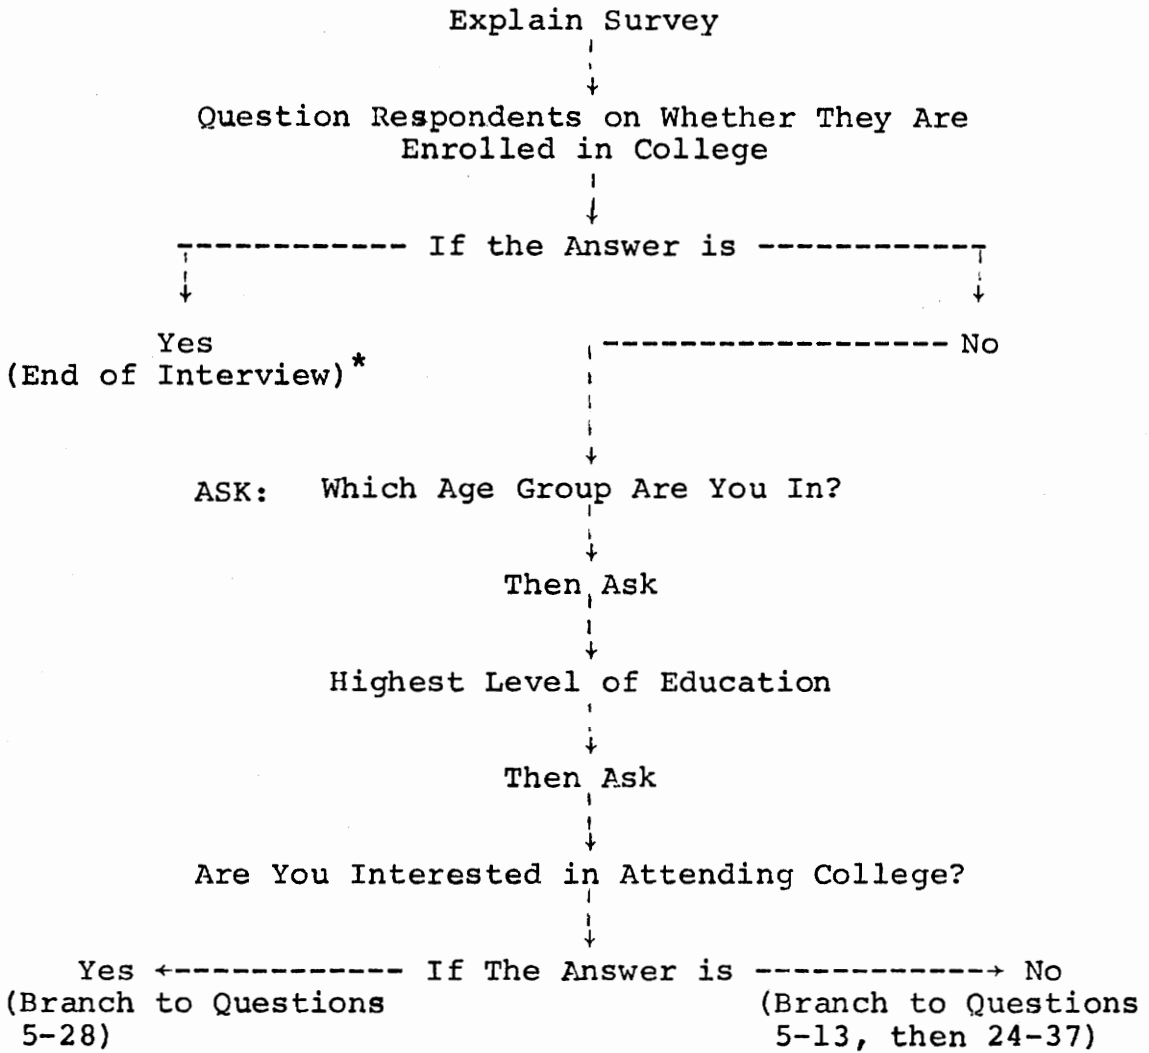 Explain Survey
Question Respondents on Whether They Are
Enrolled in College
If the Answer is
Yes
(End of Interview)*
No
ASK: Which Age Group Are You In?
Then Ask
Highest Level of Education
Then Ask
Are You Interested in Attending College?
Yes ←------------- If The Answer is -------------→ No
(Branch to Questions
5-28)
(Branch to Questions
5-13, then 24-37)